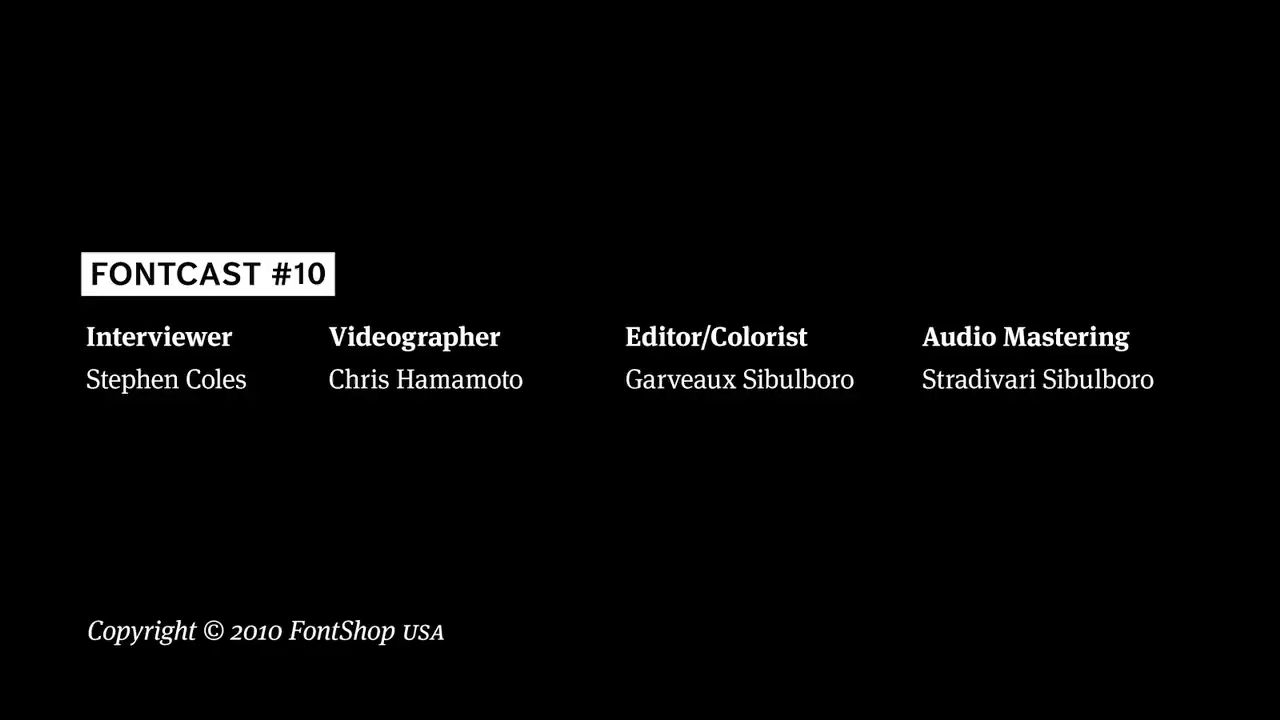 FONTCAST #10
Interviewer Videographer Editor/Colorist Audio Mastering
Stephen Coles Chris Hamamoto Garveaux Sibulboro Stradivari Sibulboro
Copyright © 2010 FontShop USA